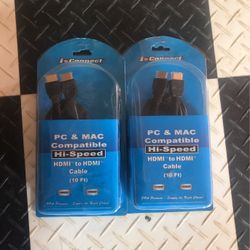 i-Connect
PC & MAC
Compatible
Hi-Speed
HDMI to HDMI
Cable
(10 Ft)
i-Connect
PC & MAC
Compatible
Hi-Speed
HDMI to HDMI
Cable
(10 Ft)